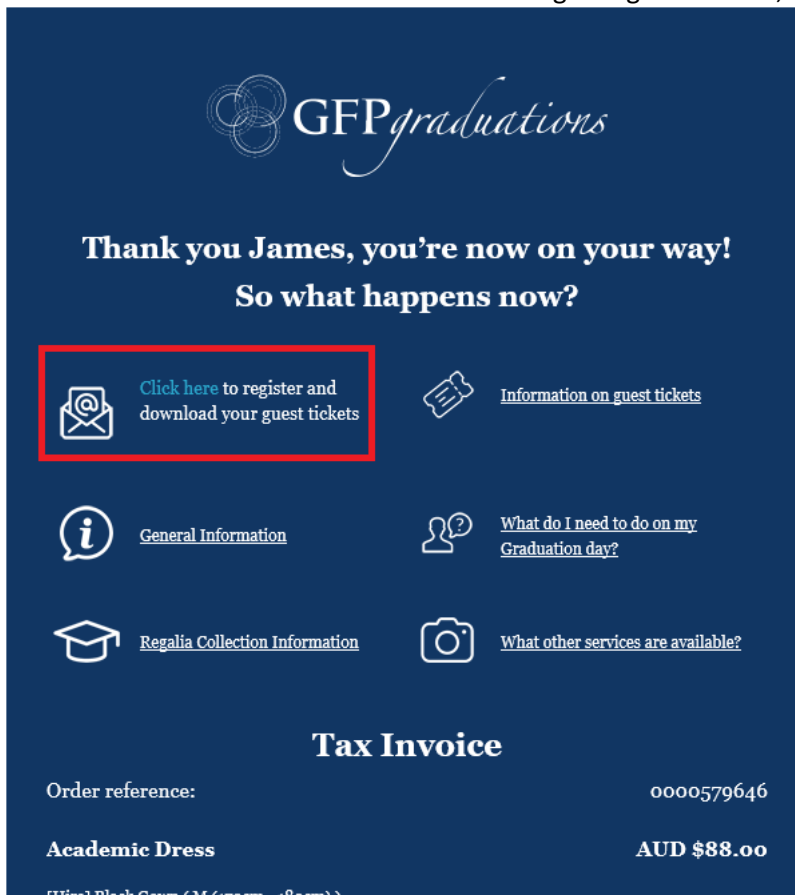 GFP graduations
Thank you James, you're now on your way!
So what happens now?
Click here to register and
download your guest tickets
Information on guest tickets
General Information
What do I need to do on my
Graduation day?
Regalia Collection Information
What other services are available?
Tax Invoice
Order reference: 0000579646
Academic Dress AUD $88.00